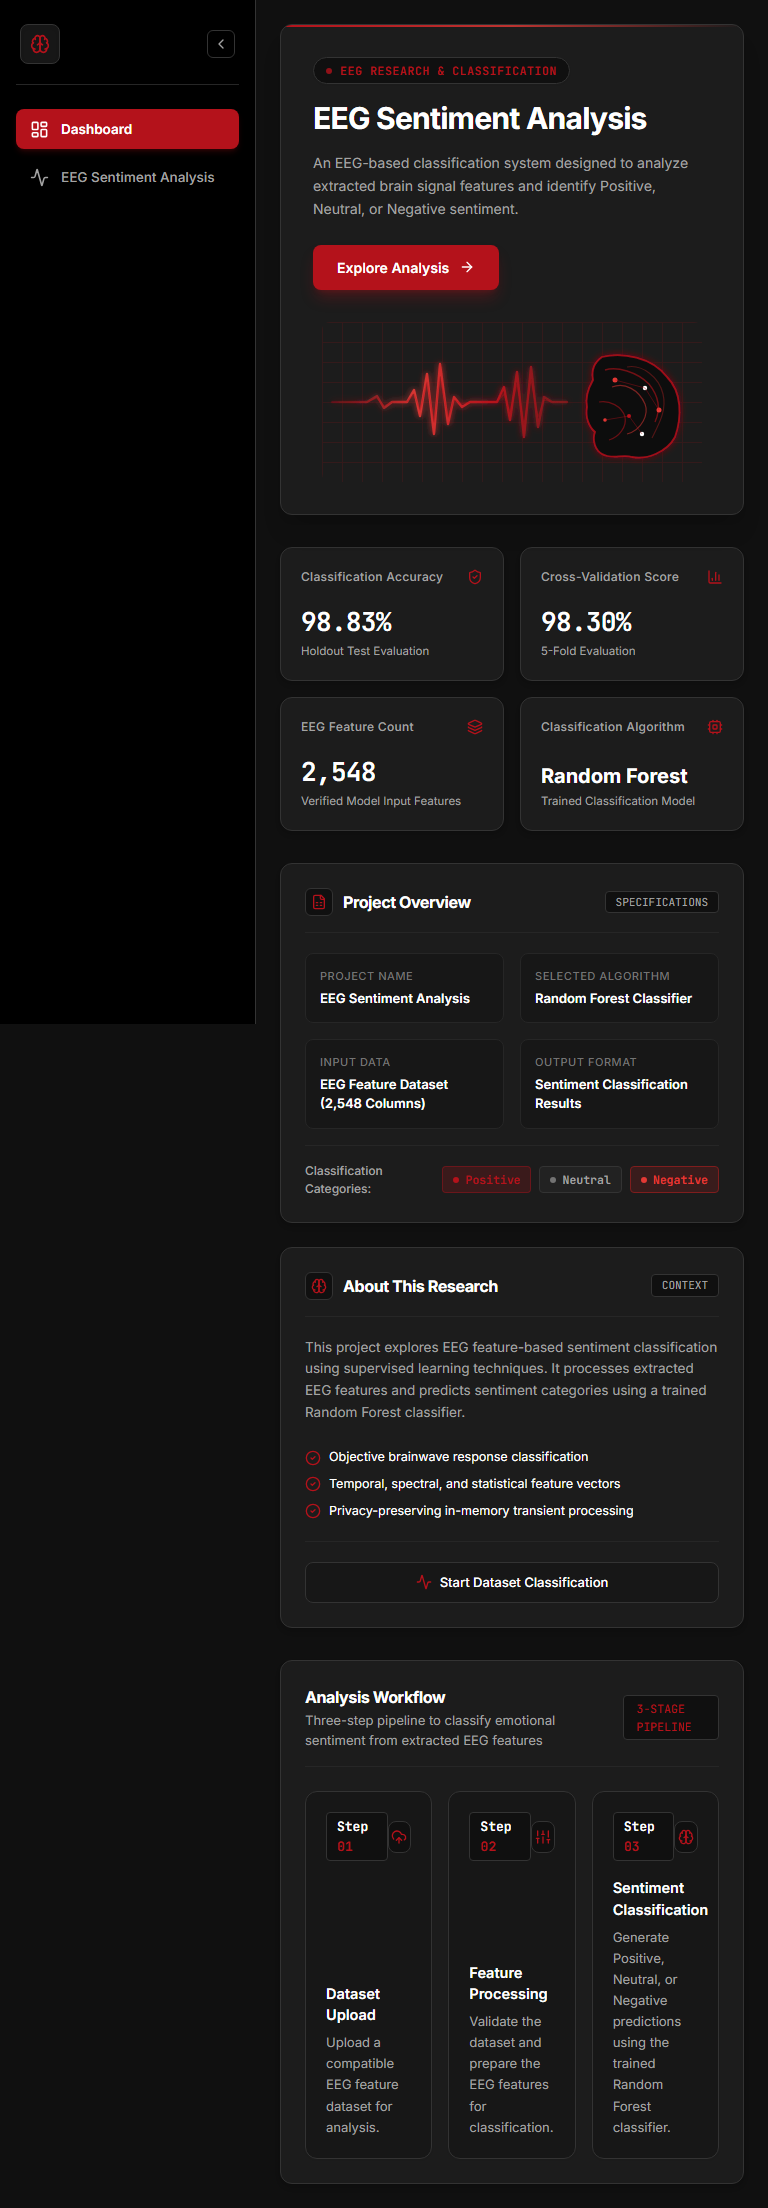 Dashboard
EEG Sentiment Analysis
EEG RESEARCH & CLASSIFICATION
EEG Sentiment Analysis
An EEG-based classification system designed to analyze
extracted brain signal features and identify Positive,
Neutral, or Negative sentiment.
Explore Analysis
Classification Accuracy
98.83%
Holdout Test Evaluation
Cross-Validation Score
98.30%
5-Fold Evaluation
EEG Feature Count
2,548
Verified Model Input Features
Classification Algorithm
Random Forest
Trained Classification Model
Project Overview
SPECIFICATIONS
PROJECT NAME
EEG Sentiment Analysis
SELECTED ALGORITHM
Random Forest Classifier
INPUT DATA
EEG Feature Dataset
(2,548 Columns)
OUTPUT FORMAT
Sentiment Classification
Results
Classification
Categories:
Positive
Neutral
Negative
About This Research
CONTEXT
This project explores EEG feature-based sentiment classification
using supervised learning techniques. It processes extracted
EEG features and predicts sentiment categories using a trained
Random Forest classifier.
Objective brainwave response classification
Temporal, spectral, and statistical feature vectors
Privacy-preserving in-memory transient processing
Start Dataset Classification
Analysis Workflow
Three-step pipeline to classify emotional
sentiment from extracted EEG features
3-STAGE
PIPELINE
Step
01
Dataset
Upload
Upload a
compatible
EEG feature
dataset for
analysis.
Step
02
Feature
Processing
Validate the
dataset and
prepare the
EEG features
for
classification.
Step
03
Sentiment
Classification
Generate
Positive,
Neutral, or
Negative
predictions
using the
trained
Random
Forest
classifier.